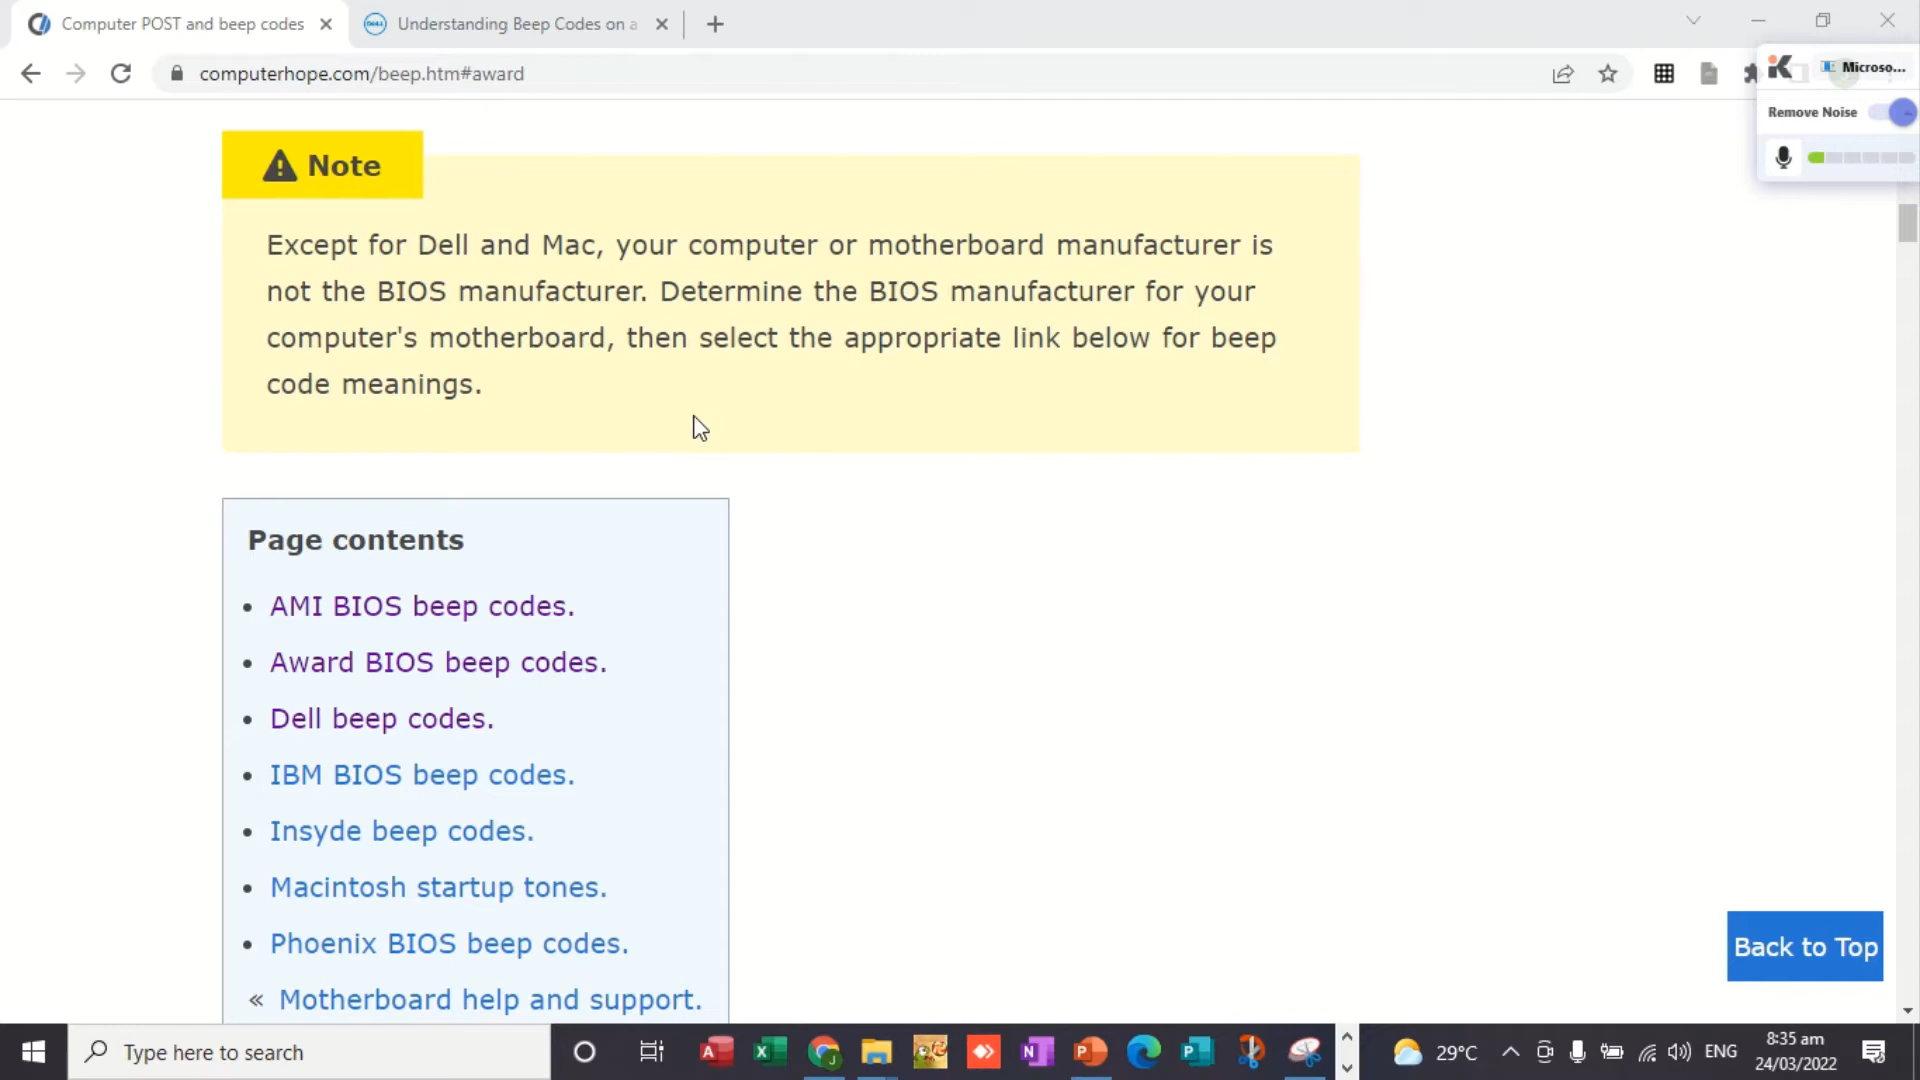 Computer POST and beep codes
Understanding Beep Codes on a
computerhope.com/beep.htm#award
Microso...
Remove Noise
Note
Except for Dell and Mac, your computer or motherboard manufacturer is
not the BIOS manufacturer. Determine the BIOS manufacturer for your
computer's motherboard, then select the appropriate link below for beep
code meanings.
Page contents
• AMI BIOS beep codes.
• Award BIOS beep codes.
• Dell beep codes.
• IBM BIOS beep codes.
• Insyde beep codes.
• Macintosh startup tones.
• Phoenix BIOS beep codes.
« Motherboard help and support.
Back to Top
Type here to search
29°C
ENG
8:35 am
24/03/2022